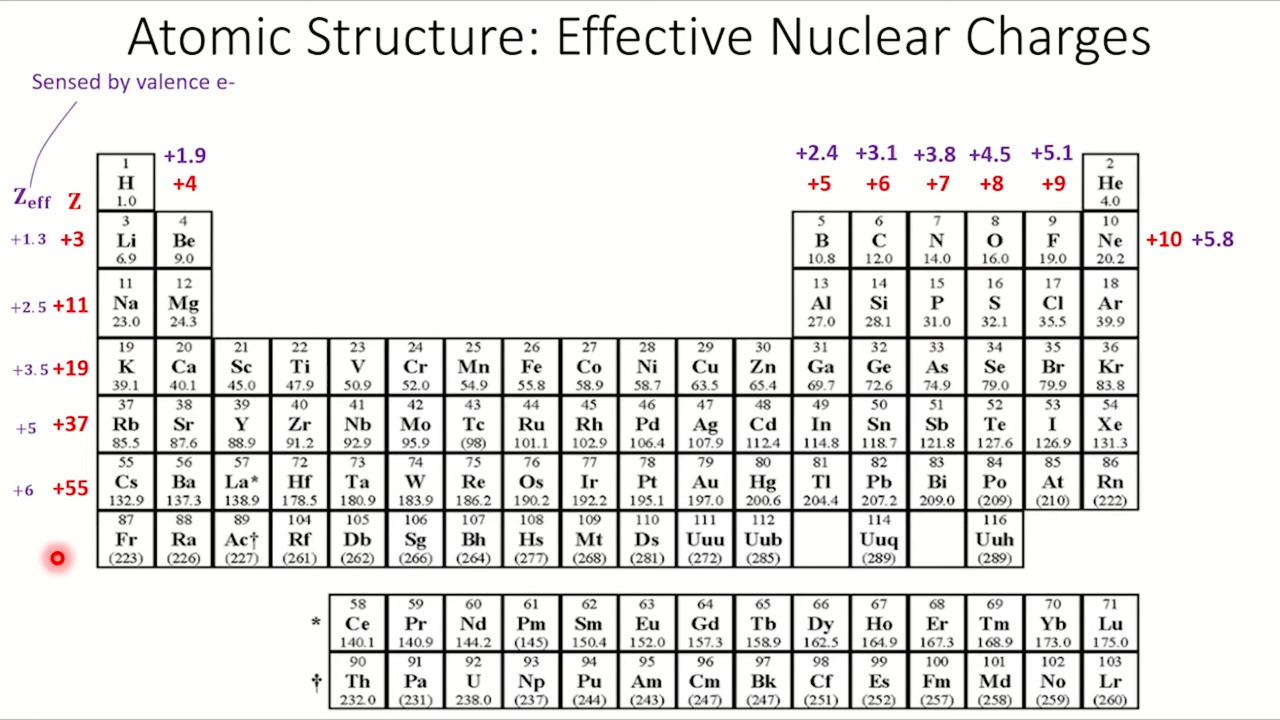 Atomic Structure: Effective Nuclear Charges
Sensed by valence e-
+1.9 +2.4 +3.1 +3.8 +4.5 +5.1
1 2
H +4 +5 +6 +7 +8 +9 He
Zeff Z 1.0 4.0
3 4 5 6 7 8 9 10
+1.3 +3 Li Be B C N O F Ne +10 +5.8
6.9 9.0 10.8 12.0 14.0 16.0 19.0 20.2
11 12 13 14 15 16 17 18
+2.5 +11 Na Mg Al Si P S Cl Ar
23.0 24.3 27.0 28.1 31.0 32.1 35.5 39.9
19 20 21 22 23 24 25 26 27 28 29 30 31 32 33 34 35 36
+3.5 +19 K Ca Sc Ti V Cr Mn Fe Co Ni Cu Zn Ga Ge As Se Br Kr
39.1 40.1 45.0 47.9 50.9 52.0 54.9 55.8 58.9 58.7 63.5 65.4 69.7 72.6 74.9 79.0 79.9 83.8
37 38 39 40 41 42 43 44 45 46 47 48 49 50 51 52 53 54
+5 +37 Rb Sr Y Zr Nb Mo Tc Ru Rh Pd Ag Cd In Sn Sb Te I Xe
85.5 87.6 88.9 91.2 92.9 95.9 (98) 101.1 102.9 106.4 107.9 112.4 114.8 118.7 121.8 127.6 126.9 131.3
55 56 57 72 73 74 75 76 77 78 79 80 81 82 83 84 85 86
+6 +55 Cs Ba La* Hf Ta W Re Os Ir Pt Au Hg Tl Pb Bi Po At Rn
132.9 137.3 138.9 178.5 180.9 183.9 186.2 190.2 192.2 195.1 197.0 200.6 204.4 207.2 209.0 (209) (210) (222)
87 88 89 104 105 106 107 108 109 110 111 112 114 116
Fr Ra Ac† Rf Db Sg Bh Hs Mt Ds Uuu Uub Uuq Uuh
(223) (226) (227) (261) (262) (266) (264) (277) (268) (281) (272) (285) (289) (289)
58 59 60 61 62 63 64 65 66 67 68 69 70 71
* Ce Pr Nd Pm Sm Eu Gd Tb Dy Ho Er Tm Yb Lu
140.1 140.9 144.2 (145) 150.4 152.0 157.3 158.9 162.5 164.9 167.3 168.9 173.0 175.0
90 91 92 93 94 95 96 97 98 99 100 101 102 103
† Th Pa U Np Pu Am Cm Bk Cf Es Fm Md No Lr
232.0 (231) 238.0 (237) (244) (243) (247) (247) (251) (252) (257) (258) (259) (260)